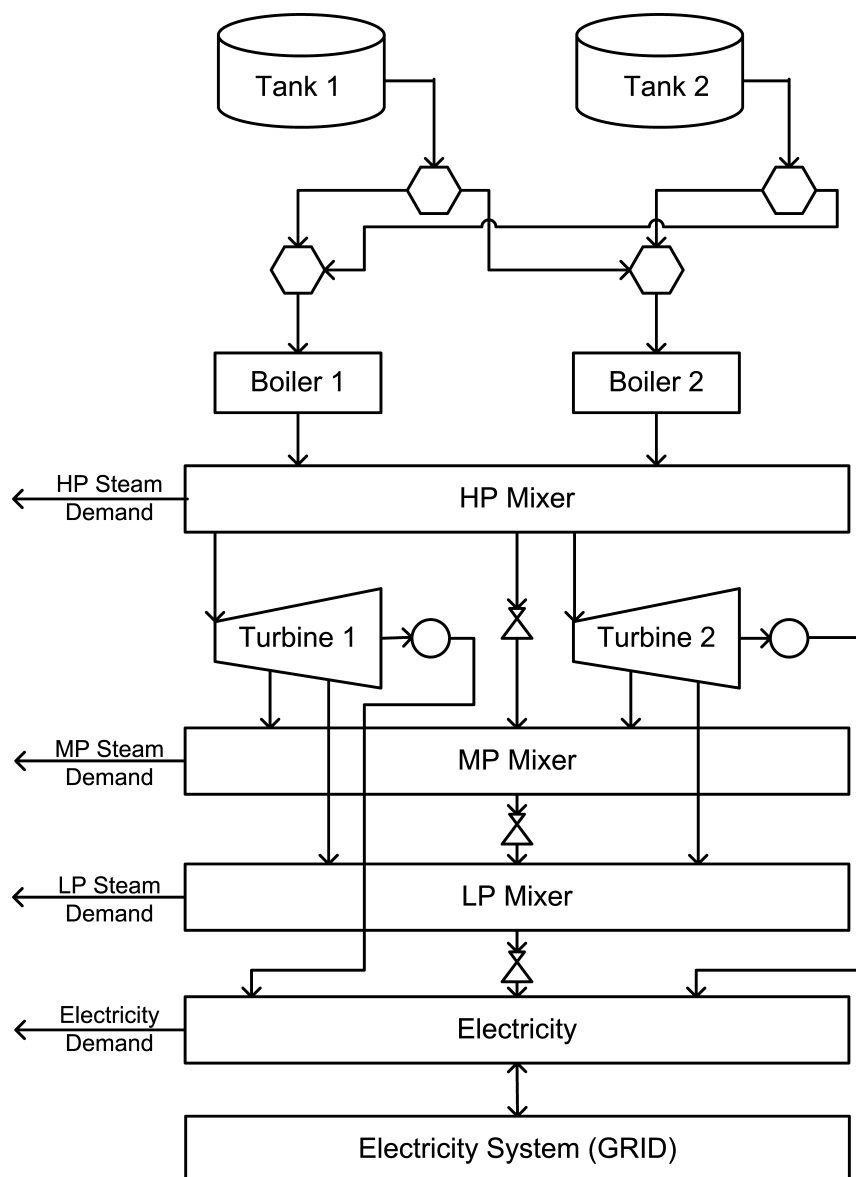 Tank 1
Tank 2
Boiler 1
Boiler 2
HP Steam
Demand
HP Mixer
Turbine 1
Turbine 2
MP Steam
Demand
MP Mixer
LP Steam
Demand
LP Mixer
Electricity
Demand
Electricity
Electricity System (GRID)